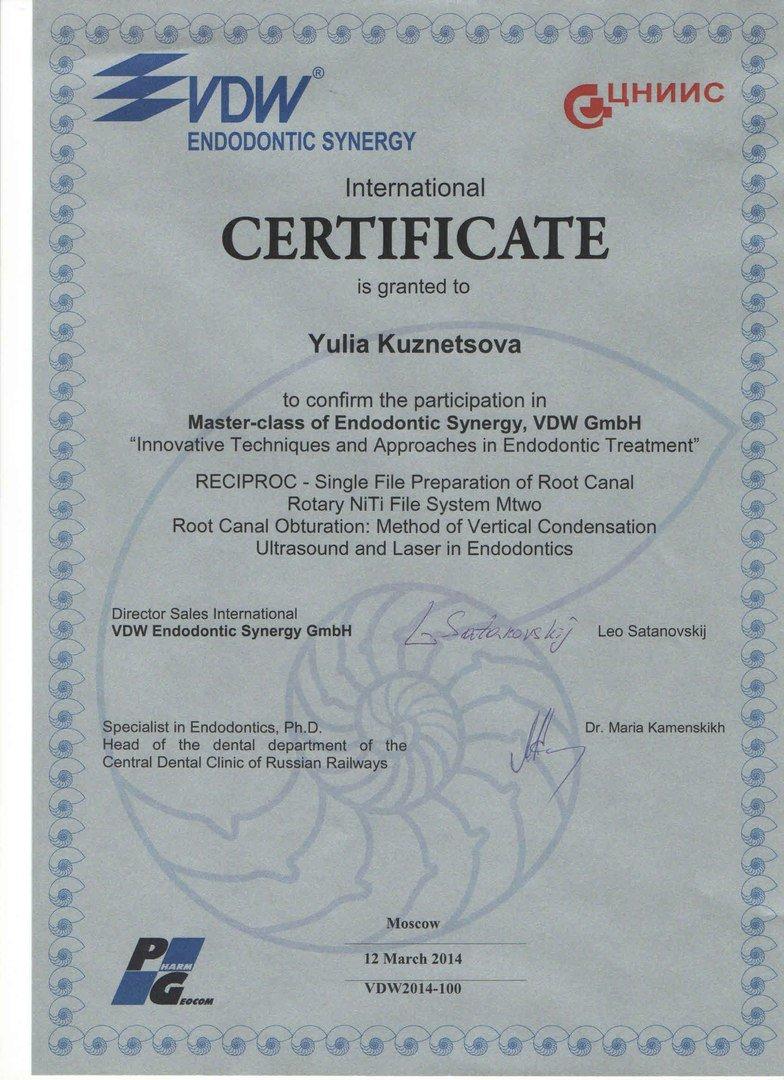 VDW®
ENDODONTIC SYNERGY
ЦНИИС
International
CERTIFICATE
is granted to
Yulia Kuznetsova
to confirm the participation in
Master-class of Endodontic Synergy, VDW GmbH
“Innovative Techniques and Approaches in Endodontic Treatment”
RECIPROC - Single File Preparation of Root Canal
Rotary NiTi File System Mtwo
Root Canal Obturation: Method of Vertical Condensation
Ultrasound and Laser in Endodontics
Director Sales International
VDW Endodontic Synergy GmbH
L. Satanovskij
Leo Satanovskij
Specialist in Endodontics, Ph.D.
Head of the dental department of the
Central Dental Clinic of Russian Railways
Dr. Maria Kamenskikh
Moscow
12 March 2014
VDW2014-100
PHARM
GEOCOM